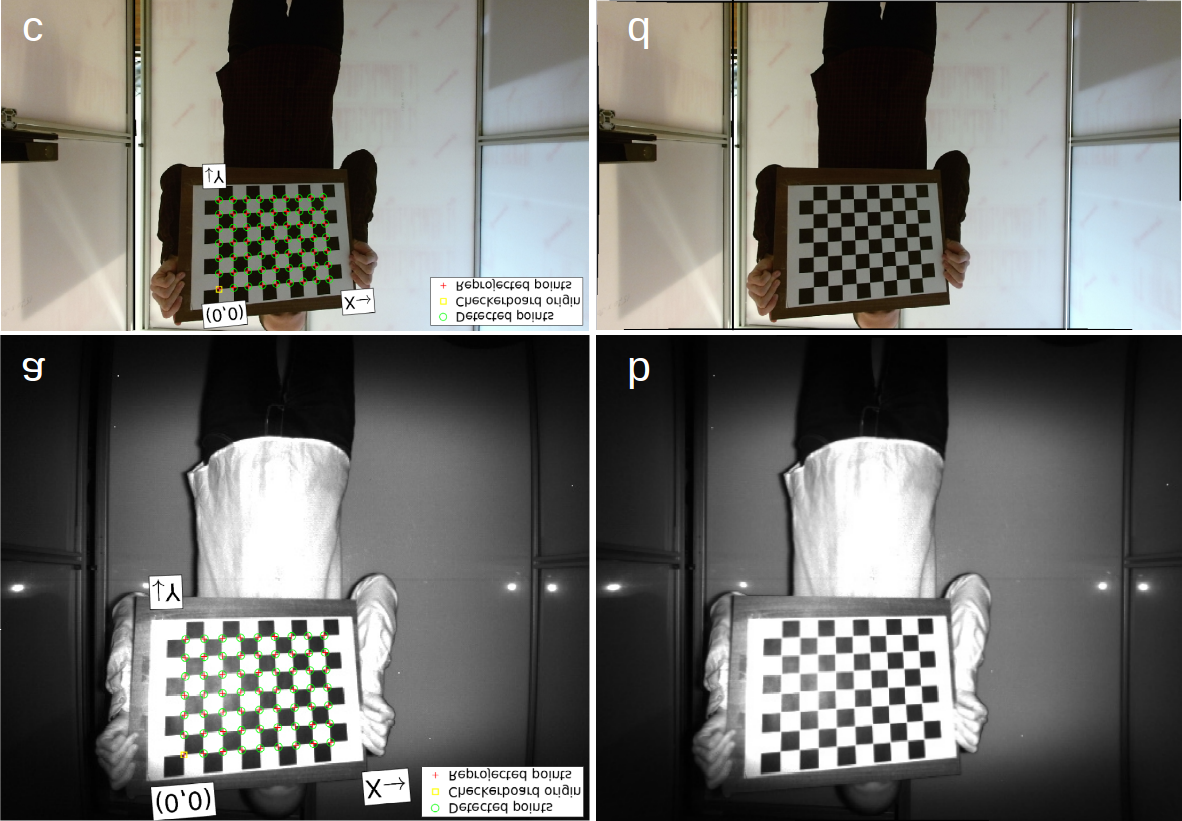 c
↑Y
(0,0)
X→
Detected points
Checkerboard origin
Reprojected points
d
a
↑Y
(0,0)
X→
Detected points
Checkerboard origin
Reprojected points
b